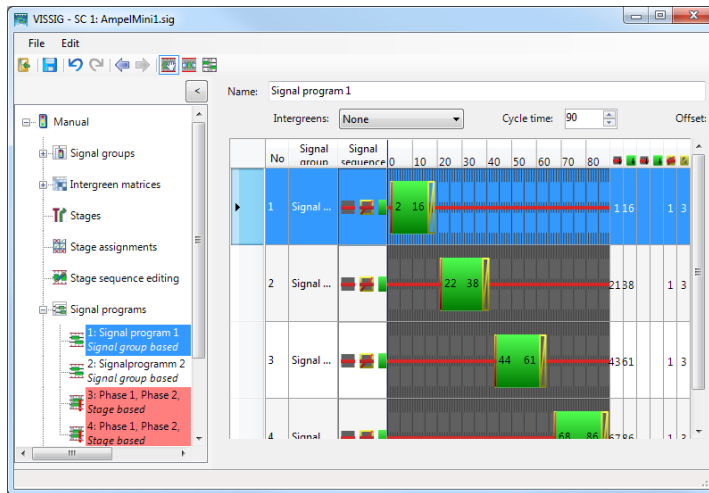 VISSIG - SC 1: AmpelMini1.sig
File Edit
<
Name: Signal program 1
Intergreens: None Cycle time: 90 Offset:
Manual
Signal groups
Intergreen matrices
Stages
Stage assignments
Stage sequence editing
Signal programs
1: Signal program 1
Signal group based
2: Signalprogramm 2
Signal group based
3: Phase 1, Phase 2,
Stage based
4: Phase 1, Phase 2,
Stage based
No Signal group Signal sequence 0 10 20 30 40 50 60 70 80
1 Signal ... 2 16 1 16 1 3
2 Signal ... 22 38 21 38 1 3
3 Signal ... 44 61 43 61 1 3
4 Signal 68 86 67 86 1 3